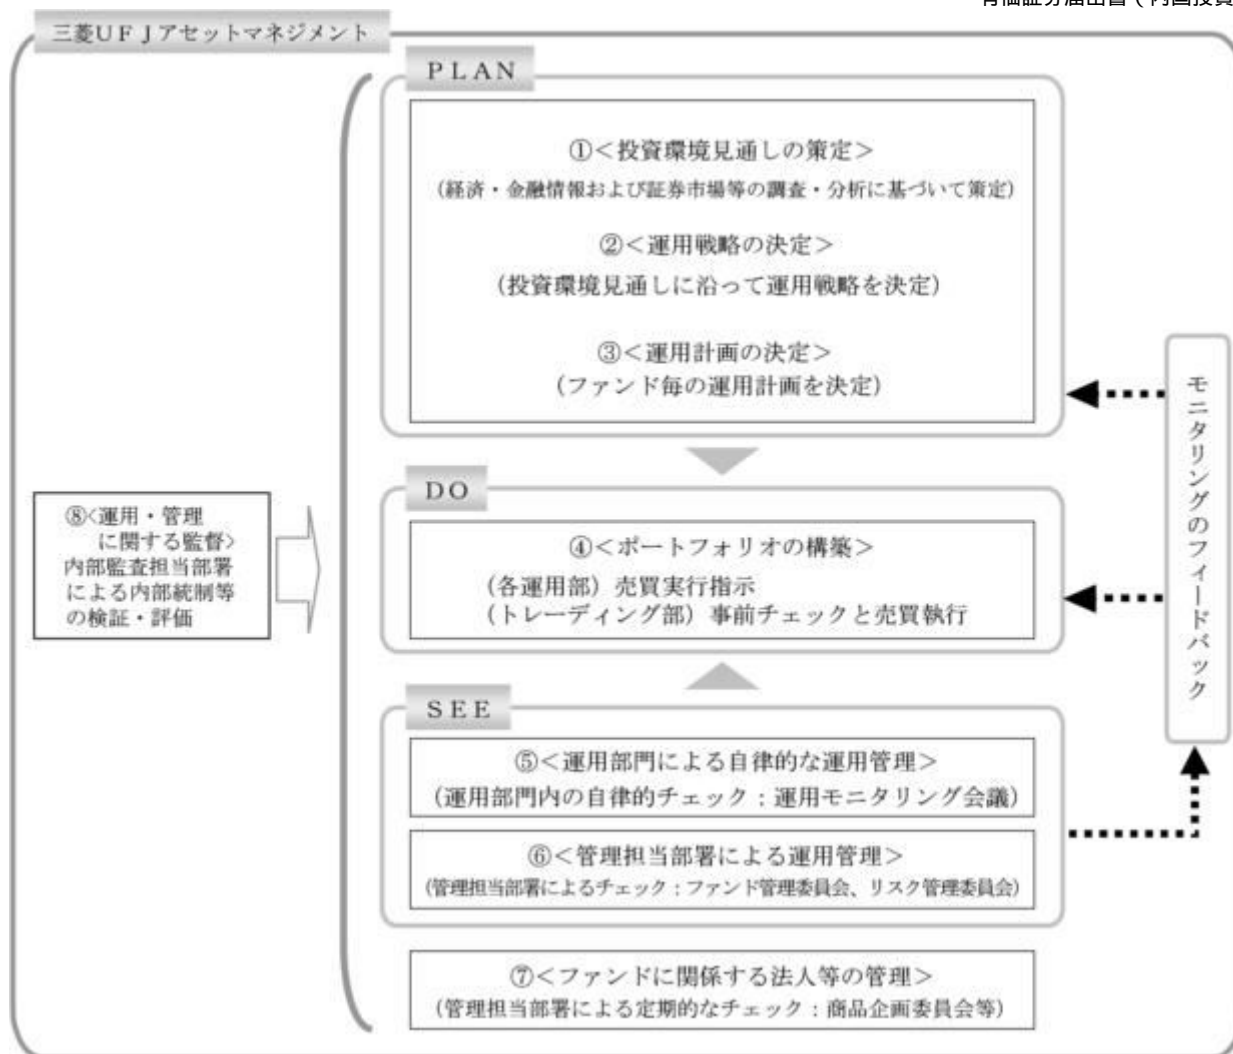 有価証券届出書(内国投資
三菱UFJアセットマネジメント
PLAN
①<投資環境見通しの策定>
(経済・金融情報および証券市場等の調査・分析に基づいて策定)
②<運用戦略の決定>
(投資環境見通しに沿って運用戦略を決定)
③<運用計画の決定>
(ファンド毎の運用計画を決定)
DO
④<ポートフォリオの構築>
(各運用部)売買実行指示
(トレーディング部)事前チェックと売買執行
SEE
⑤<運用部門による自律的な運用管理>
(運用部門内の自律的チェック:運用モニタリング会議)
⑥<管理担当部署による運用管理>
(管理担当部署によるチェック:ファンド管理委員会、リスク管理委員会)
⑦<ファンドに関係する法人等の管理>
(管理担当部署による定期的なチェック:商品企画委員会等)
⑧<運用・管理
に関する監督>
内部監査担当部署
による内部統制等
の検証・評価
モニタリングのフィードバック